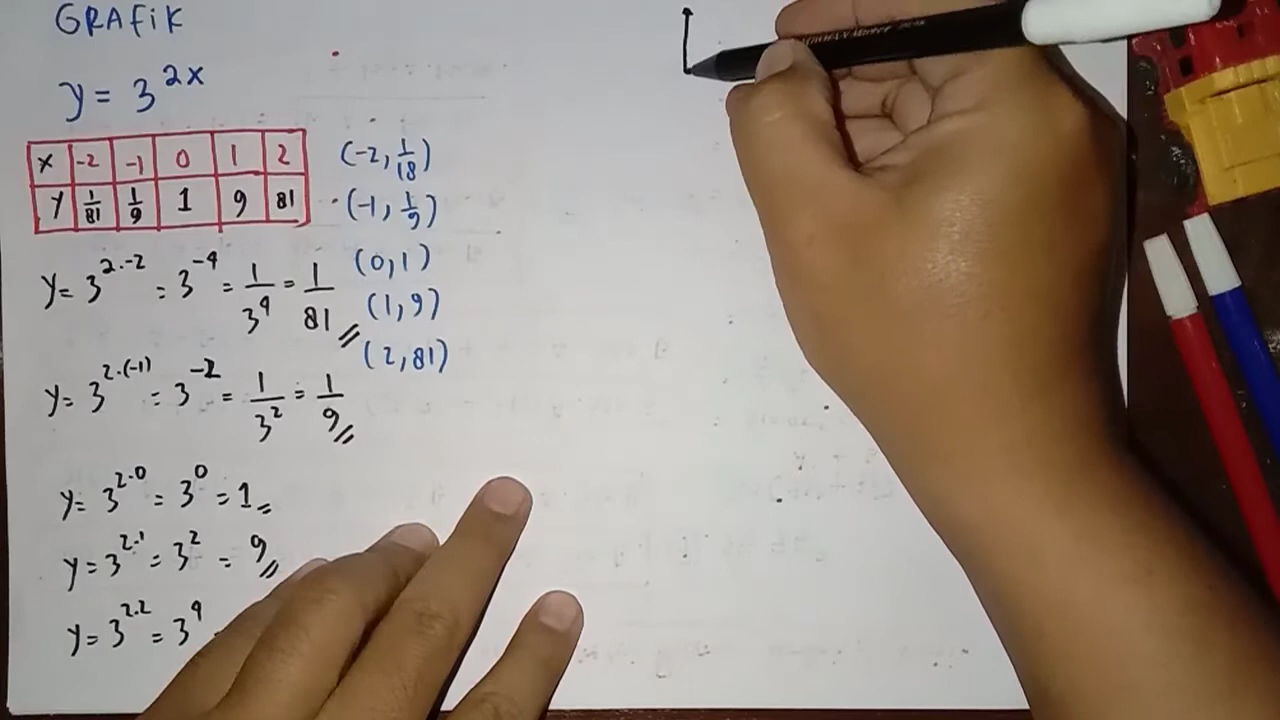 GRAFIK
y = 3^{2x}
x -2 -1 0 1 2
y 1/81 1/9 1 9 81
(-2, 1/18)
(-1, 1/9)
(0,1)
(1,9)
(2,81)
y = 3^{2·-2} = 3^{-4} = 1/3^4 = 1/81
y = 3^{2·(-1)} = 3^{-2} = 1/3^2 = 1/9
y = 3^{2·0} = 3^0 = 1
y = 3^{2·1} = 3^2 = 9
y = 3^{2·2} = 3^4